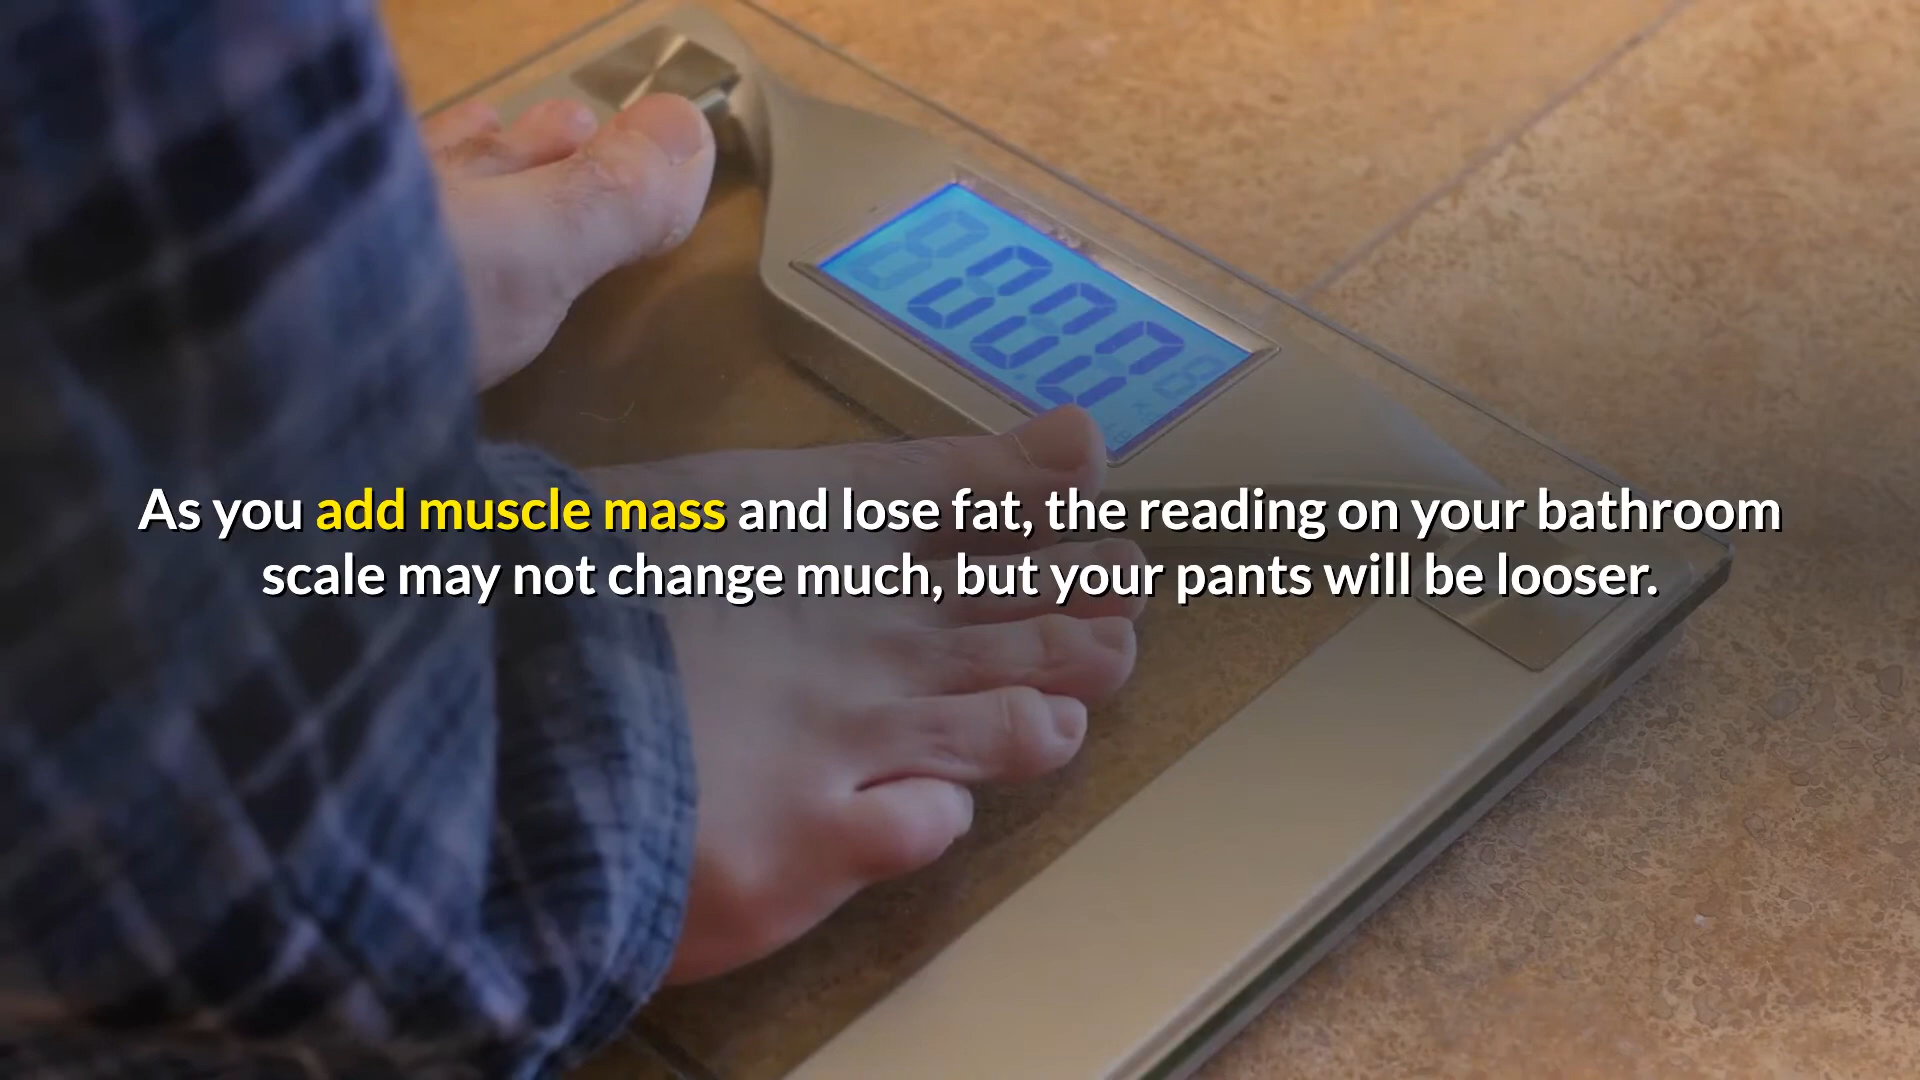 000
As you add muscle mass and lose fat, the reading on your bathroom
scale may not change much, but your pants will be looser.